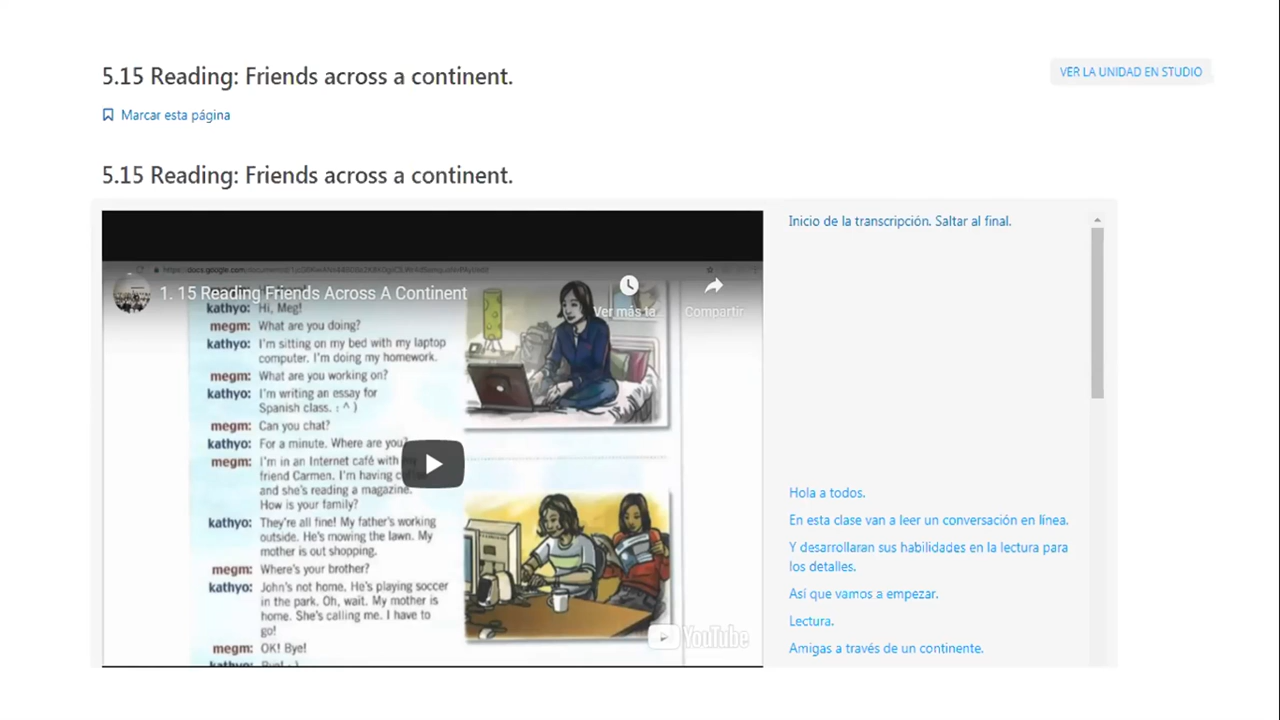 5.15 Reading: Friends across a continent.
VER LA UNIDAD EN STUDIO
Marcar esta página
5.15 Reading: Friends across a continent.
1. 15 Reading Friends Across A Continent
Ver más ta...
Compartir
kathyo: Hi, Meg!
megm: What are you doing?
kathyo: I'm sitting on my bed with my laptop
computer. I'm doing my homework.
megm: What are you working on?
kathyo: I'm writing an essay for
Spanish class. : ^ )
megm: Can you chat?
kathyo: For a minute. Where are you?
megm: I'm in an Internet café with my
friend Carmen. I'm having
and she's reading a magazine.
How is your family?
kathyo: They're all fine! My father's working
outside. He's mowing the lawn. My
mother is out shopping.
megm: Where's your brother?
kathyo: John's not home. He's playing soccer
in the park. Oh, wait. My mother is
home. She's calling me. I have to
go!
megm: OK! Bye!
kathyo: Bye! : )
YouTube
Inicio de la transcripción. Saltar al final.
Hola a todos.
En esta clase van a leer un conversación en línea.
Y desarrollaran sus habilidades en la lectura para
los detalles.
Así que vamos a empezar.
Lectura.
Amigas a través de un continente.